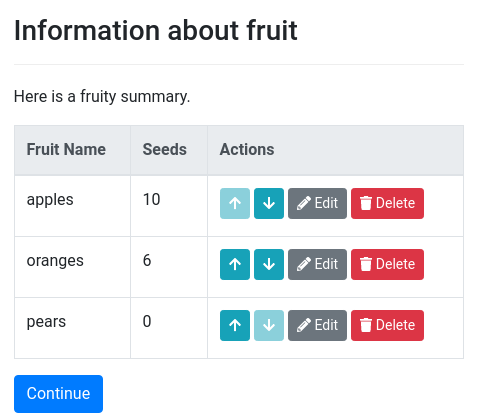 Information about fruit
Here is a fruity summary.
Fruit Name Seeds Actions
apples 10 Edit Delete
oranges 6 Edit Delete
pears 0 Edit Delete
Continue